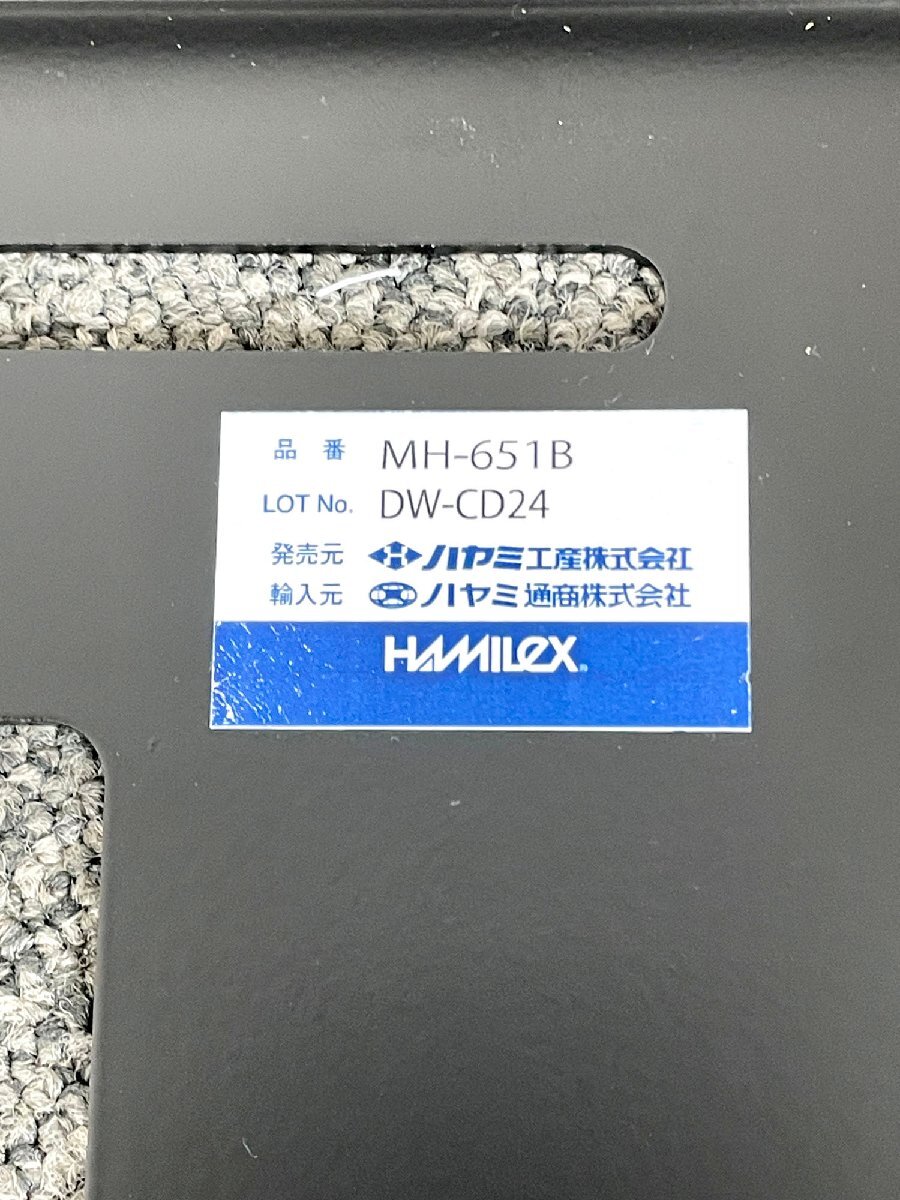 品 番 MH-651B
LOT No. DW-CD24
発売元 ハヤミ工産株式会社
輸入元 ハヤミ通商株式会社
HAMILEX®